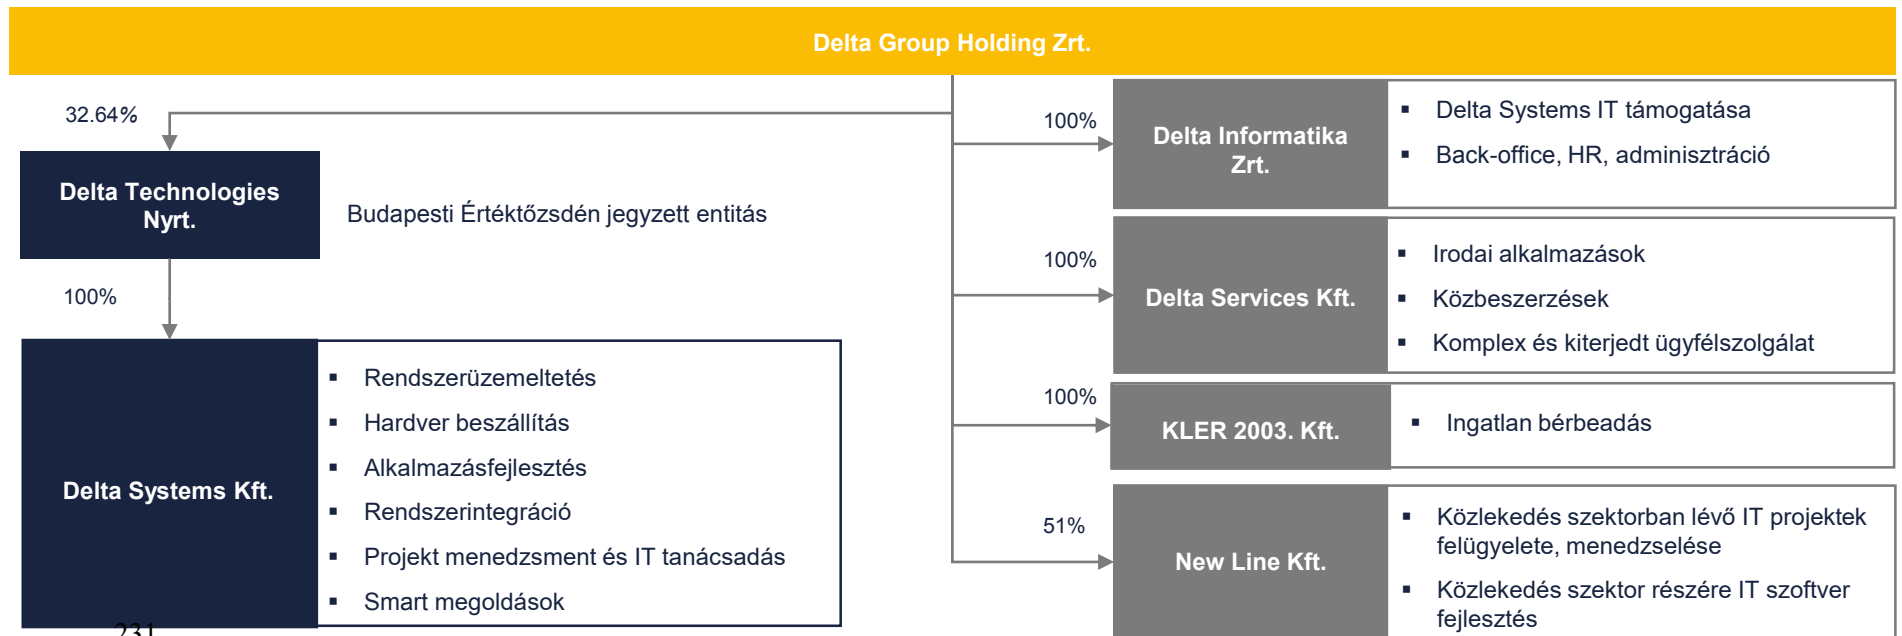 Delta Group Holding Zrt.
32.64%
Delta Technologies
Nyrt.
Budapesti Értéktőzsdén jegyzett entitás
100%
Delta Systems Kft.
▪ Rendszerüzemeltetés
▪ Hardver beszállítás
▪ Alkalmazásfejlesztés
▪ Rendszerintegráció
▪ Projekt menedzsment és IT tanácsadás
▪ Smart megoldások
231
100%
Delta Informatika
Zrt.
▪ Delta Systems IT támogatása
▪ Back-office, HR, adminisztráció
100%
Delta Services Kft.
▪ Irodai alkalmazások
▪ Közbeszerzések
▪ Komplex és kiterjedt ügyfélszolgálat
100%
KLER 2003. Kft.
▪ Ingatlan bérbeadás
51%
New Line Kft.
▪ Közlekedés szektorban lévő IT projektek
felügyelete, menedzselése
▪ Közlekedés szektor részére IT szoftver
fejlesztés